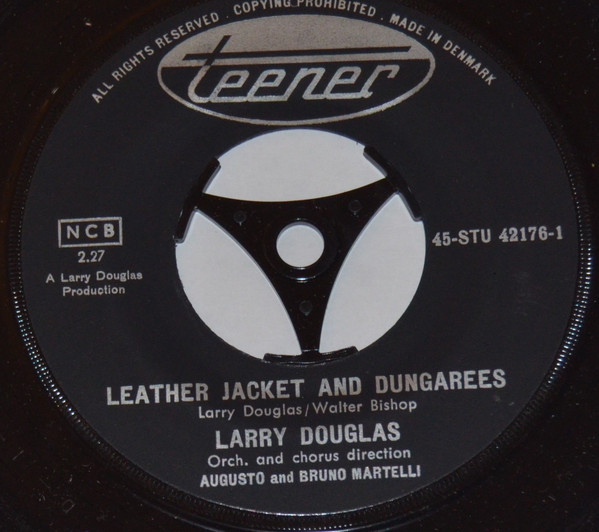 ALL RIGHTS RESERVED · COPYING PROHIBITED · MADE IN DENMARK
teener
NCB
2.27
A Larry Douglas
Production
45-STU 42176-1
LEATHER JACKET AND DUNGAREES
Larry Douglas/Walter Bishop
LARRY DOUGLAS
Orch. and chorus direction
AUGUSTO and BRUNO MARTELLI